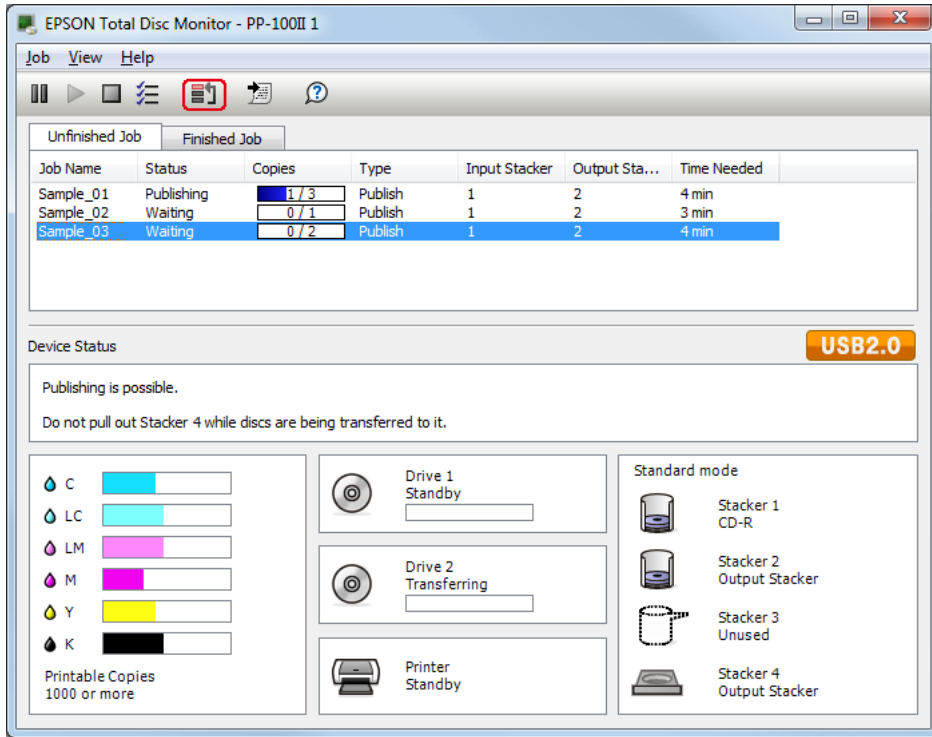 EPSON Total Disc Monitor - PP-100II 1
Job View Help
Unfinished Job Finished Job
Job Name Status Copies Type Input Stacker Output Sta... Time Needed
Sample_01 Publishing 1 / 3 Publish 1 2 4 min
Sample_02 Waiting 0 / 1 Publish 1 2 3 min
Sample_03 Waiting 0 / 2 Publish 1 2 4 min
Device Status
USB2.0
Publishing is possible.
Do not pull out Stacker 4 while discs are being transferred to it.
C
LC
LM
M
Y
K
Printable Copies
1000 or more
Drive 1
Standby
Drive 2
Transferring
Printer
Standby
Standard mode
Stacker 1
CD-R
Stacker 2
Output Stacker
Stacker 3
Unused
Stacker 4
Output Stacker